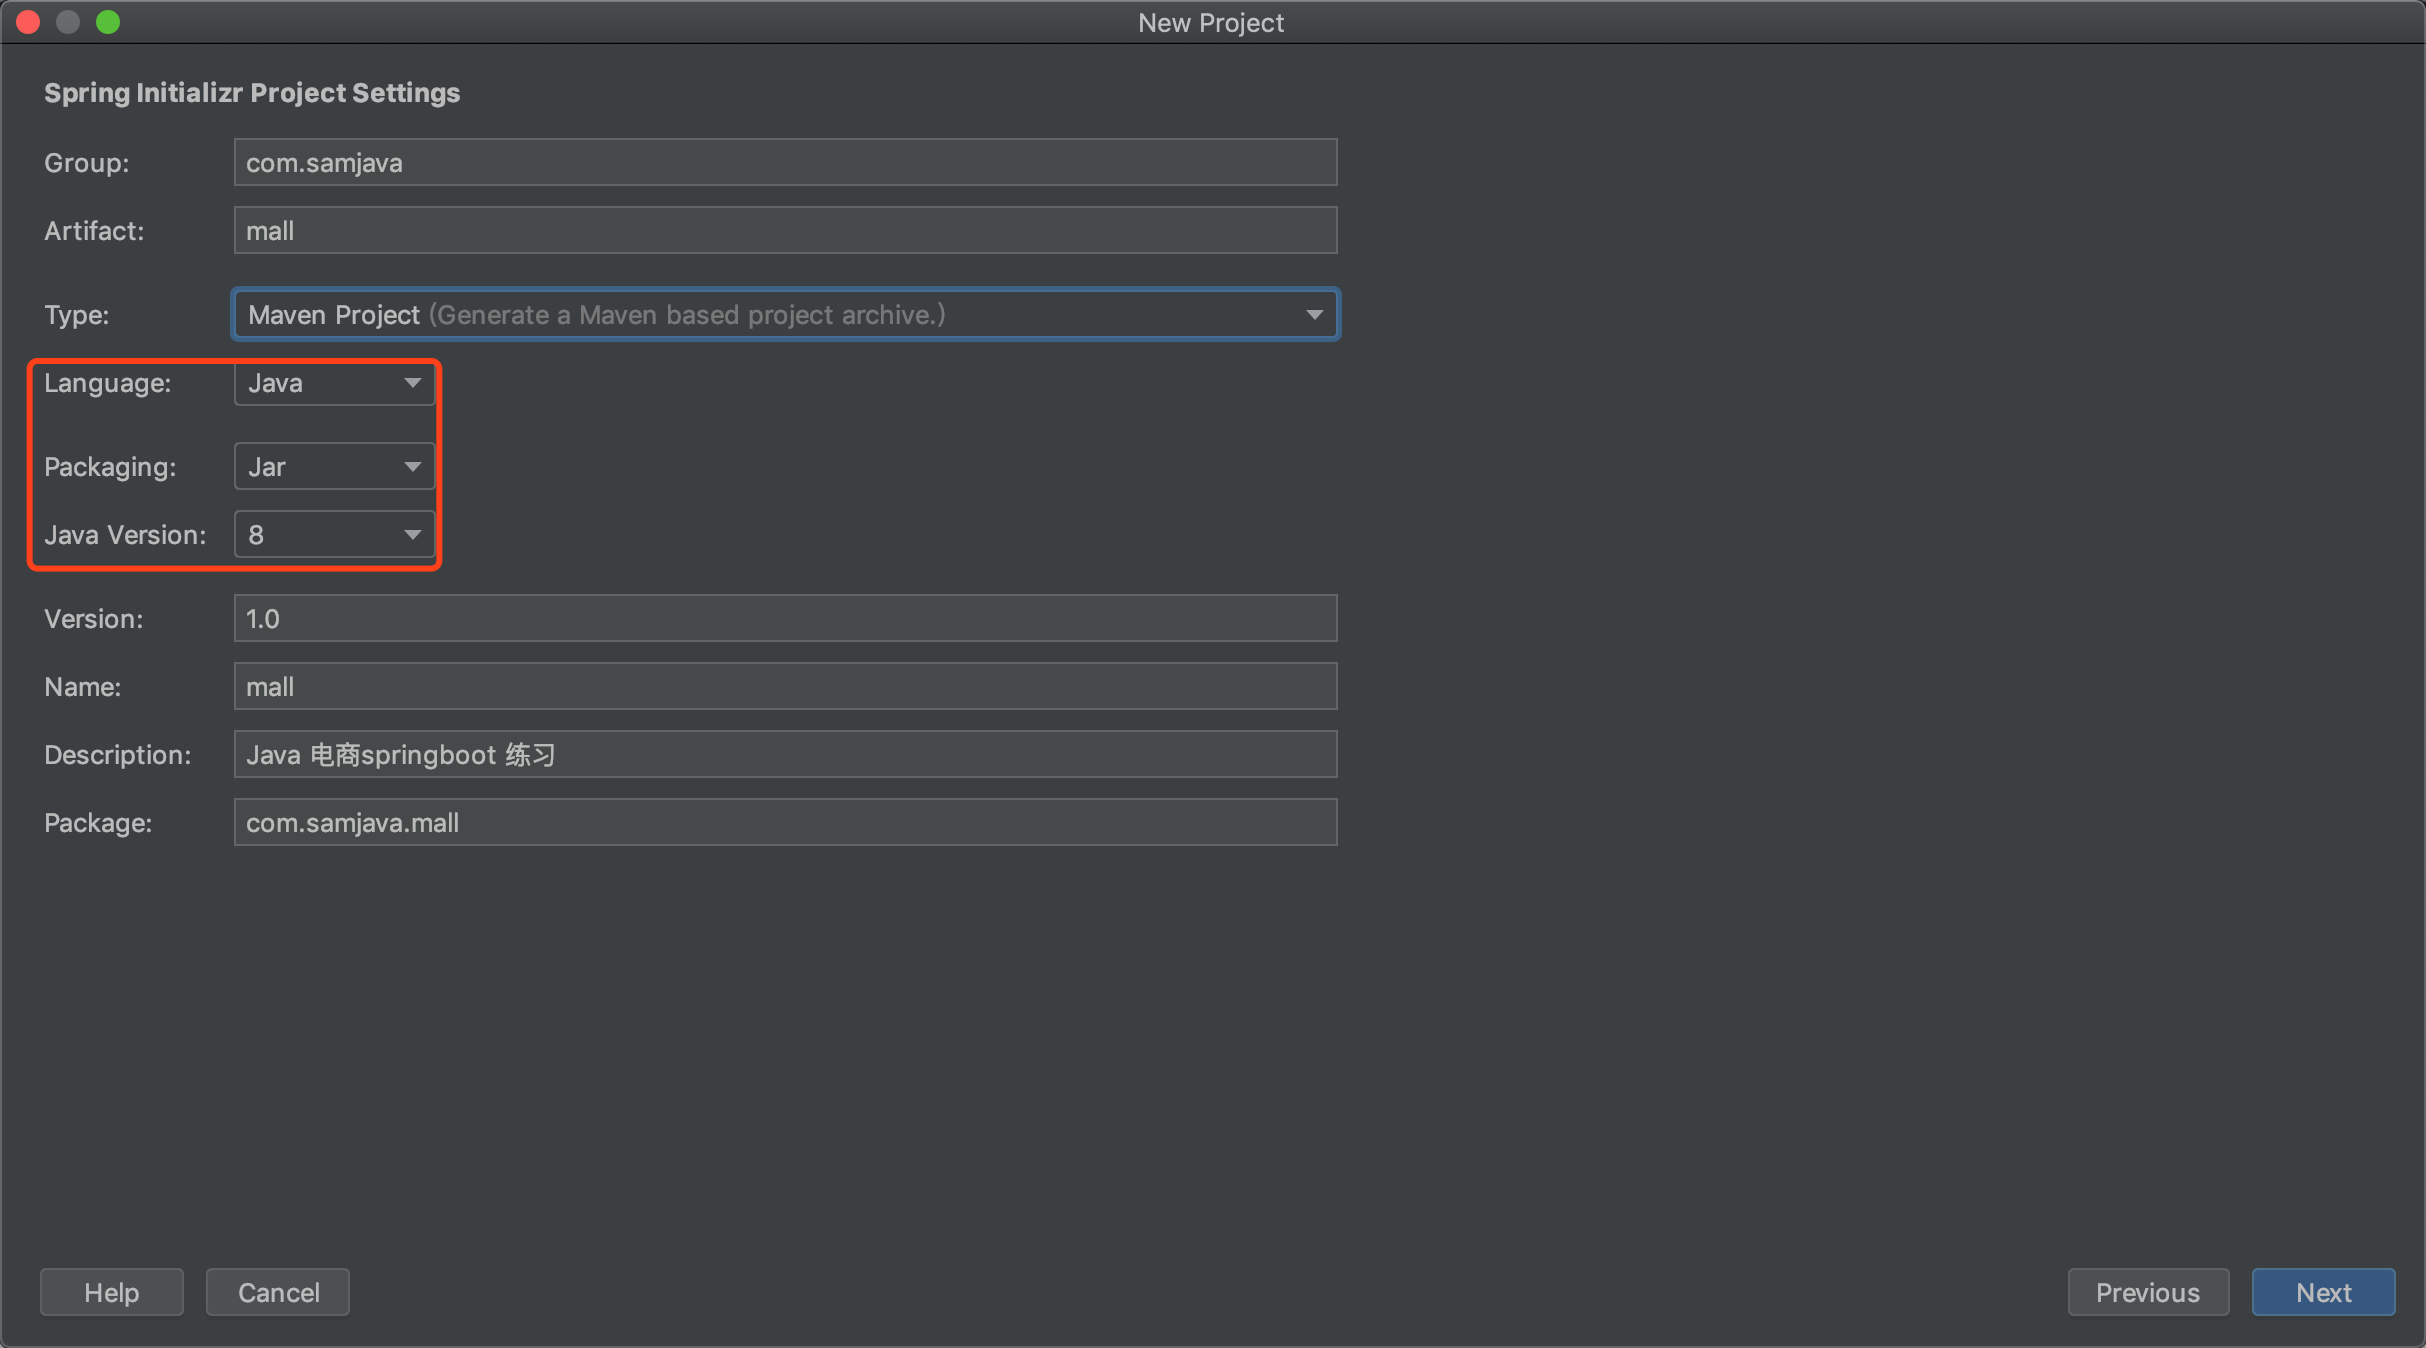 New Project
Spring Initializr Project Settings
Group: com.samjava
Artifact: mall
Type: Maven Project (Generate a Maven based project archive.)
Language: Java
Packaging: Jar
Java Version: 8
Version: 1.0
Name: mall
Description: Java 电商springboot 练习
Package: com.samjava.mall
Help Cancel Previous Next